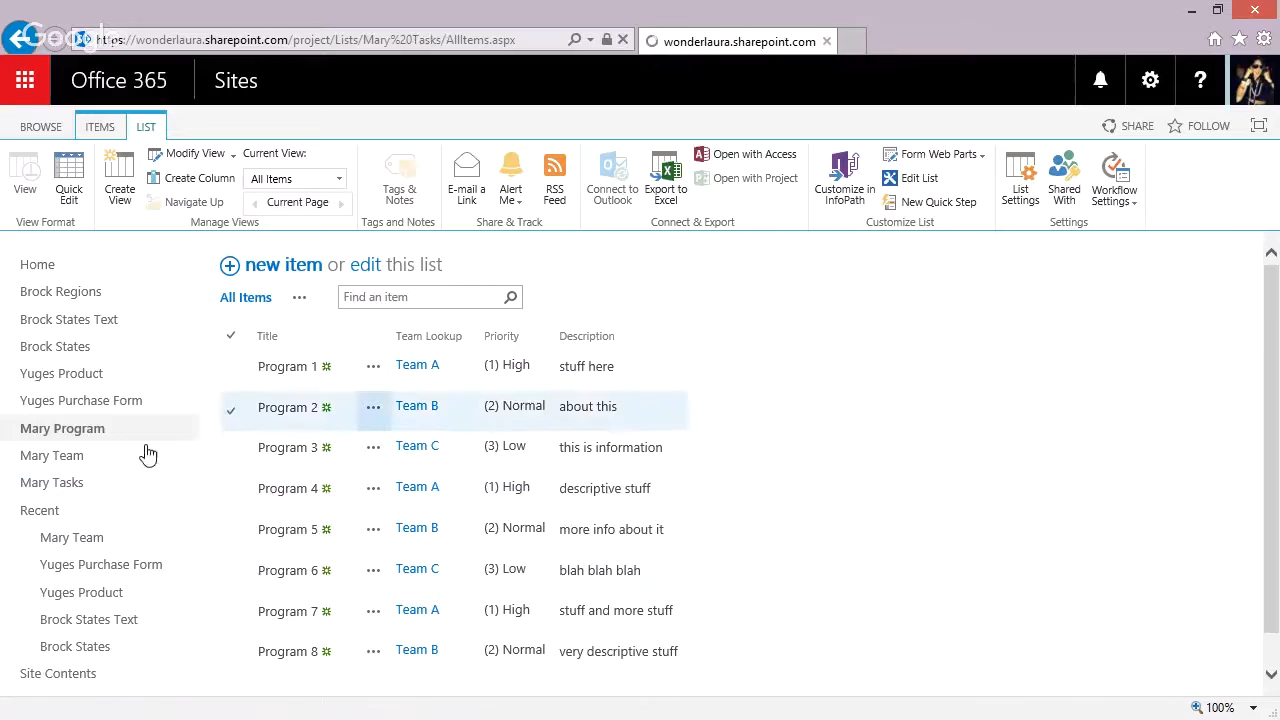 Google
https://wonderlaura.sharepoint.com/project/Lists/Mary%20Tasks/AllItems.aspx
wonderlaura.sharepoint.com
Office 365
Sites
?
BROWSE
ITEMS
LIST
SHARE
FOLLOW
View
Quick Edit
View Format
Create View
Modify View
Create Column
Navigate Up
Current View:
All Items
Current Page
Manage Views
Tags & Notes
Tags and Notes
E-mail a Link
Alert Me
RSS Feed
Share & Track
Connect to Outlook
Export to Excel
Open with Access
Open with Project
Connect & Export
Customize in InfoPath
Form Web Parts
Edit List
New Quick Step
Customize List
List Settings
Shared With
Workflow Settings
Settings
Home
Brock Regions
Brock States Text
Brock States
Yuges Product
Yuges Purchase Form
Mary Program
Mary Team
Mary Tasks
Recent
Mary Team
Yuges Purchase Form
Yuges Product
Brock States Text
Brock States
Site Contents
new item or edit this list
All Items ••• Find an item
Title Team Lookup Priority Description
Program 1 ••• Team A (1) High stuff here
Program 2 ••• Team B (2) Normal about this
Program 3 ••• Team C (3) Low this is information
Program 4 ••• Team A (1) High descriptive stuff
Program 5 ••• Team B (2) Normal more info about it
Program 6 ••• Team C (3) Low blah blah blah
Program 7 ••• Team A (1) High stuff and more stuff
Program 8 ••• Team B (2) Normal very descriptive stuff
100%